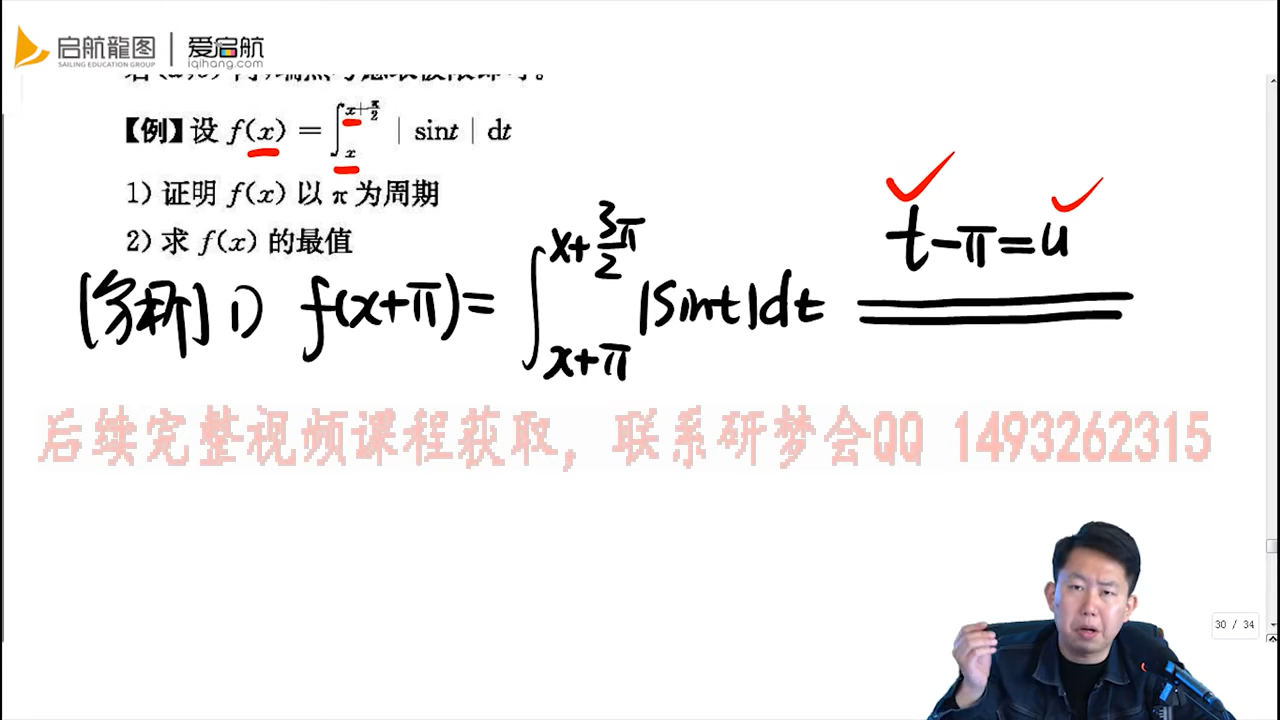 启航龍图 | 爱启航
SAILING EDUCATION GROUP iqihang.com
【例】设 f(x) = ∫_x^{x+π/2} | sint | dt
1) 证明 f(x) 以 π 为周期
2) 求 f(x) 的最值
t-π=u
[分析] 1) f(x+π)= ∫_{x+π}^{x+3π/2} |sint|dt
后续完整视频课程获取，联系研梦会QQ 1493262315
30 / 34